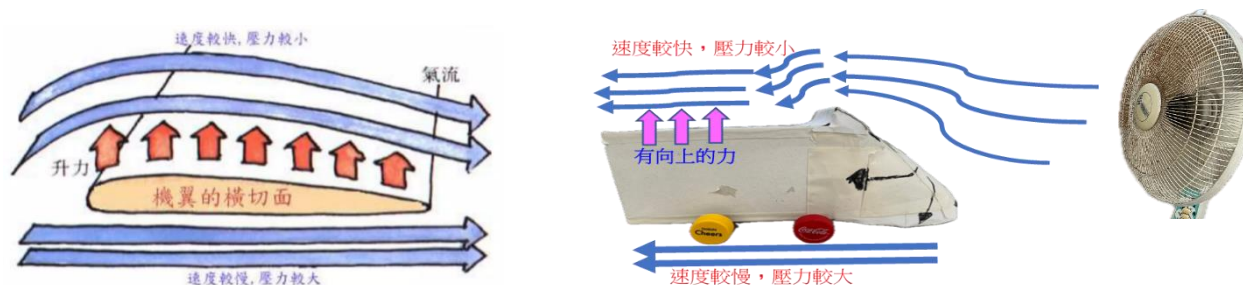 速度較快,壓力較小
氣流
升力
機翼的橫切面
速度較慢,壓力較大
速度較快，壓力較小
有向上的力
Cheers
Coca-Cola
速度較慢，壓力較大